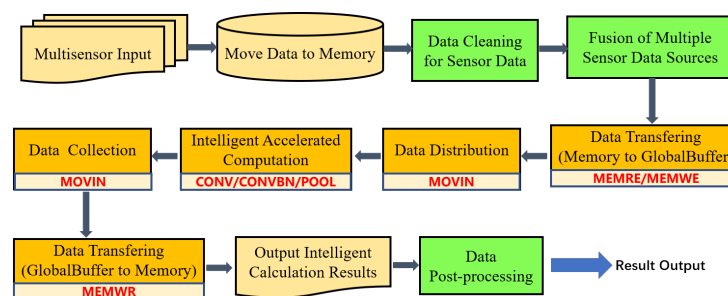 Multisensor Input
Move Data to Memory
Data Cleaning
for Sensor Data
Fusion of Multiple
Sensor Data Sources
Data Collection
MOVIN
Intelligent Accelerated
Computation
CONV/CONVBN/POOL
Data Distribution
MOVIN
Data Transfering
(Memory to GlobalBuffer
MEMRE/MEMWE
Data Transfering
(GlobalBuffer to Memory)
MEMWR
Output Intelligent
Calculation Results
Data
Post-processing
Result Output